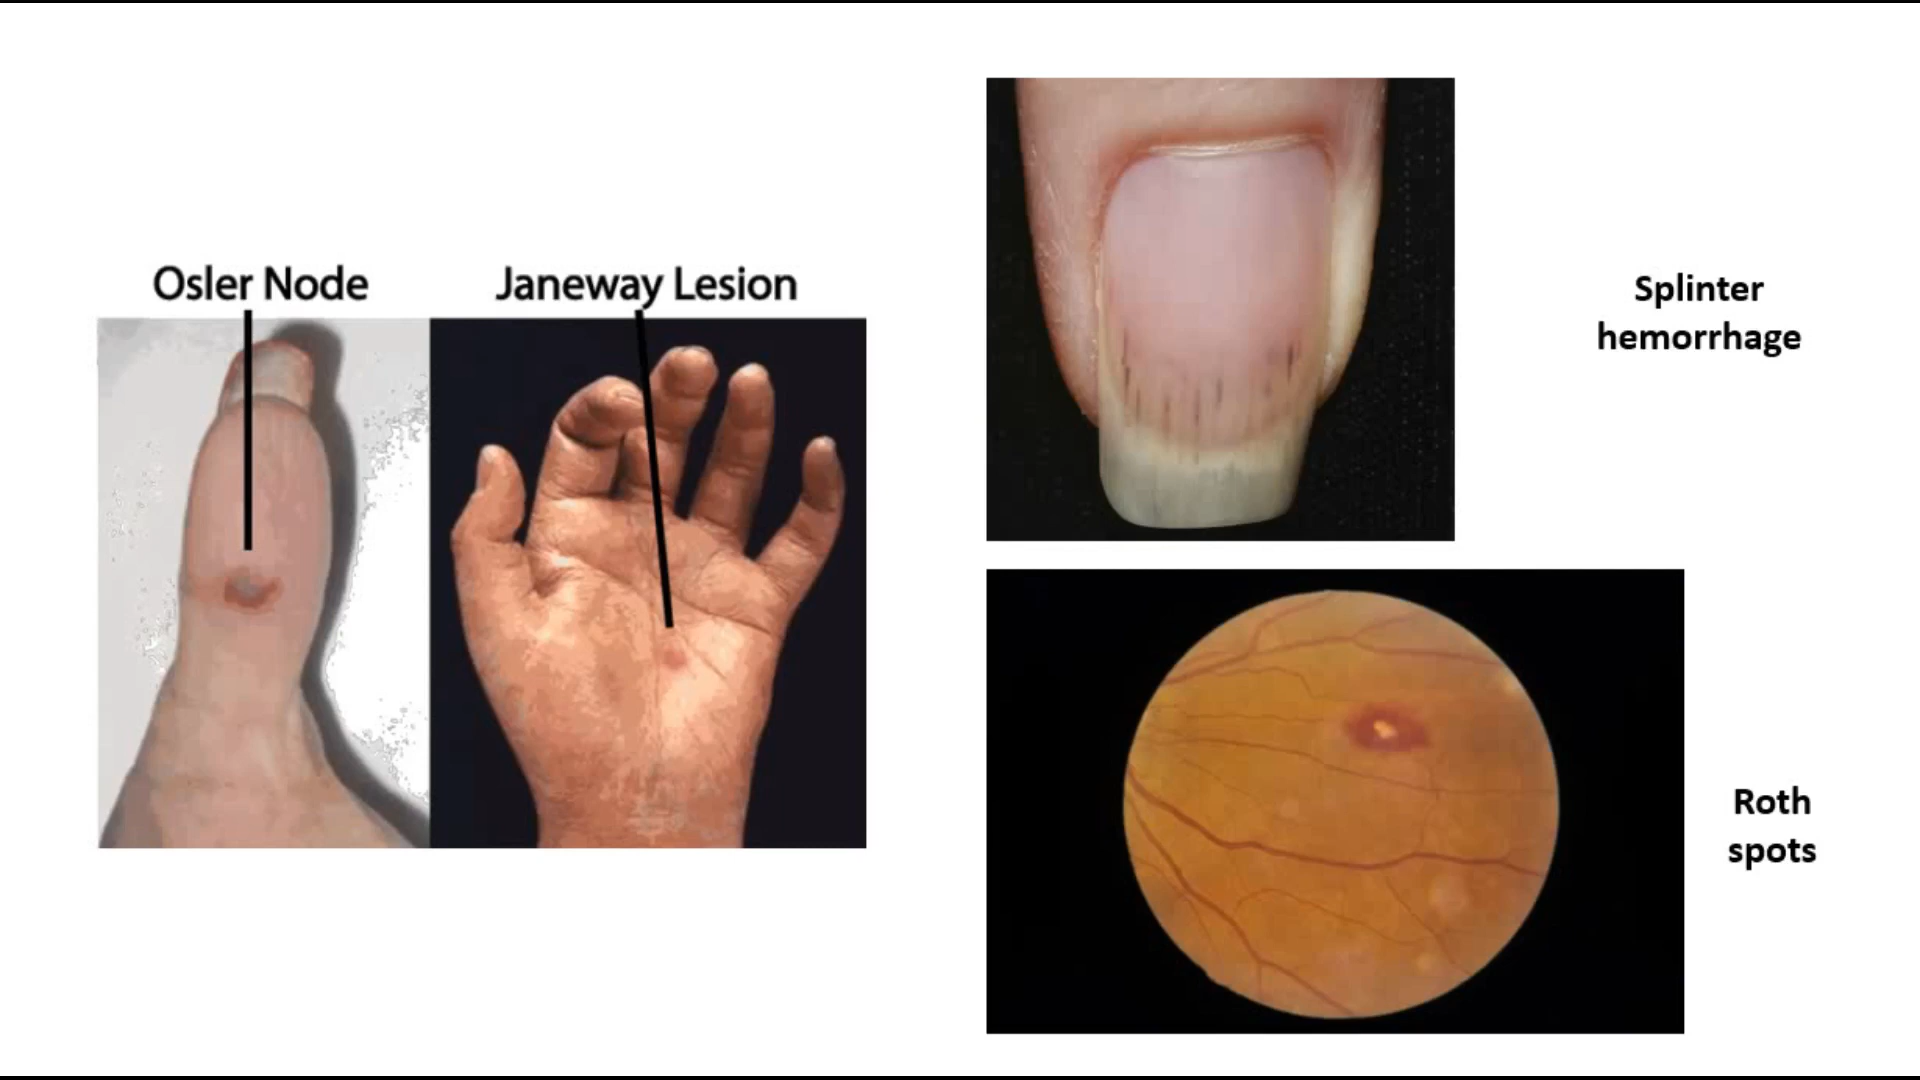 Osler Node
Janeway Lesion
Splinter
hemorrhage
Roth
spots